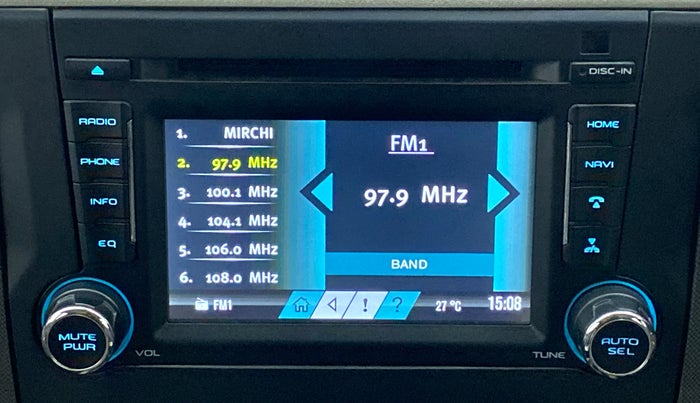 DISC-IN
RADIO
PHONE
INFO
EQ
1. MIRCHI
2. 97.9 MHz
3. 100.1 MHz
4. 104.1 MHz
5. 106.0 MHz
6. 108.0 MHz
FM1
97.9 MHz
BAND
FM1
! ?
27 °C
15:08
HOME
NAVI
MUTE
PWR
VOL
TUNE
AUTO
SEL